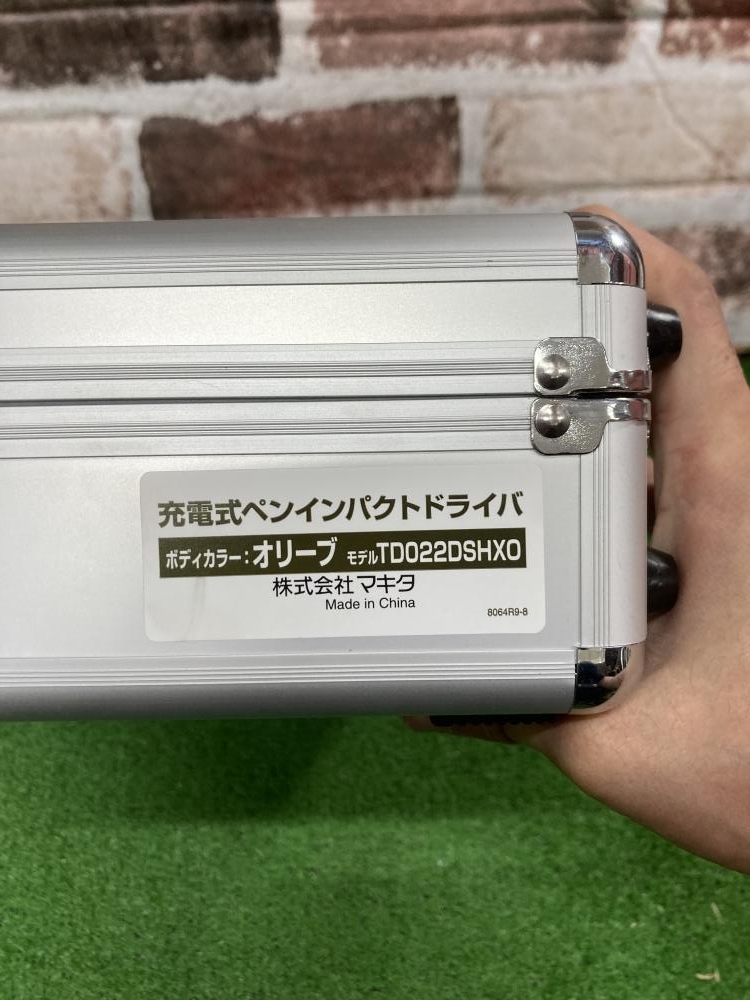 充電式ペンインパクトドライバ
ボディカラー：オリーブ モデルTD022DSHXO
株式会社マキタ
Made in China
8064R9-8